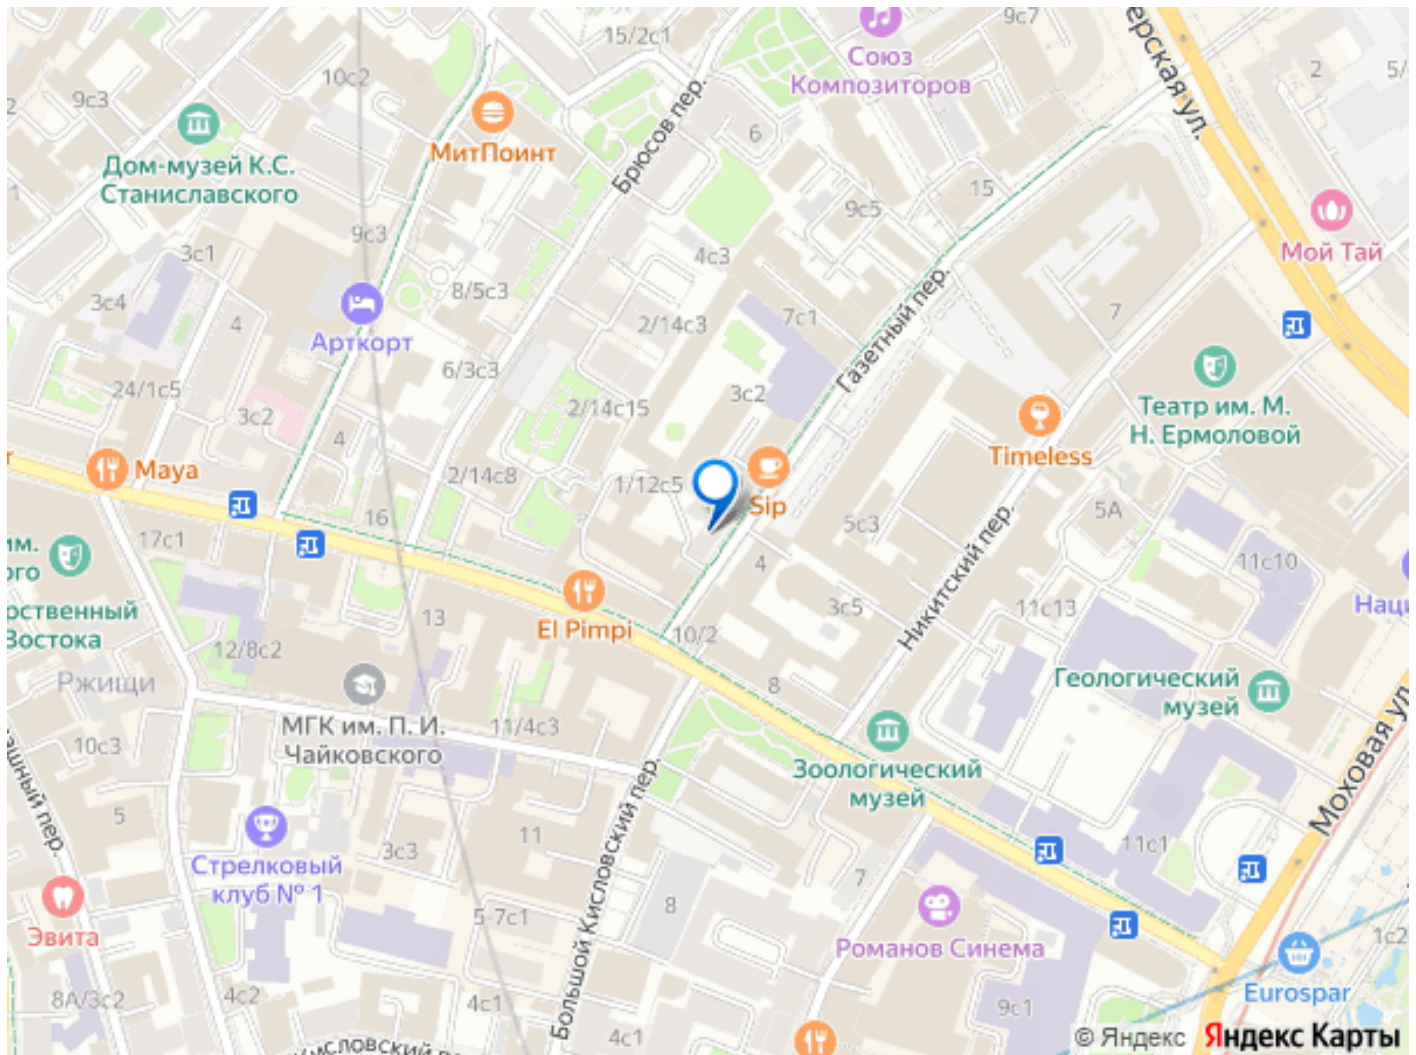 9с7
15/2с1
Союз
Композиторов
ерская ул.
2
5/
10с2
9с3
МитПоинт
Брюсов пер.
6
Дом-музей К.С.
Станиславского
15
9с5
Мой Тай
9с3
3с1
4с3
8/5с3
3с4
4
Арткорт
2/14с3
7с1
Газетный пер.
7
6/3с3
24/1с5
3с2
2/14с15
3с2
Театр им. М.
Н. Ермоловой
4
Timeless
т
Maya
2/14с8
1/12с5
Sip
16
5с3
5А
17с1
им.
ого
4
11с10
Никитский пер.
рственный
Востока
13
El Pimpi
10/2
3с5
11с13
Наци
12/8с2
Ржищи
8
Геологический
музей
МГК им. П. И.
Чайковского
11/4с3
10с3
Зоологический
музей
Моховая ул.
шный пер.
5
11
11с1
Стрелковый
клуб № 1
3с3
Большой Кисловский пер.
7
8
5-7с1
Эвита
Романов Синема
1с2
8А/3с2
4с2
4с1
9с1
Eurospar
4с1
исловский
© Яндекс Яндекс Карты